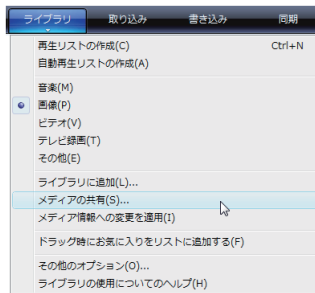 ライブラリ 取り込み 書き込み 同期
再生リストの作成(C) Ctrl+N
自動再生リストの作成(A)
音楽(M)
画像(P)
ビデオ(V)
テレビ録画(T)
その他(E)
ライブラリに追加(L)...
メディアの共有(S)...
メディア情報への変更を適用(I)
ドラッグ時にお気に入りをリストに追加する(F)
その他のオプション(O)...
ライブラリの使用についてのヘルプ(H)